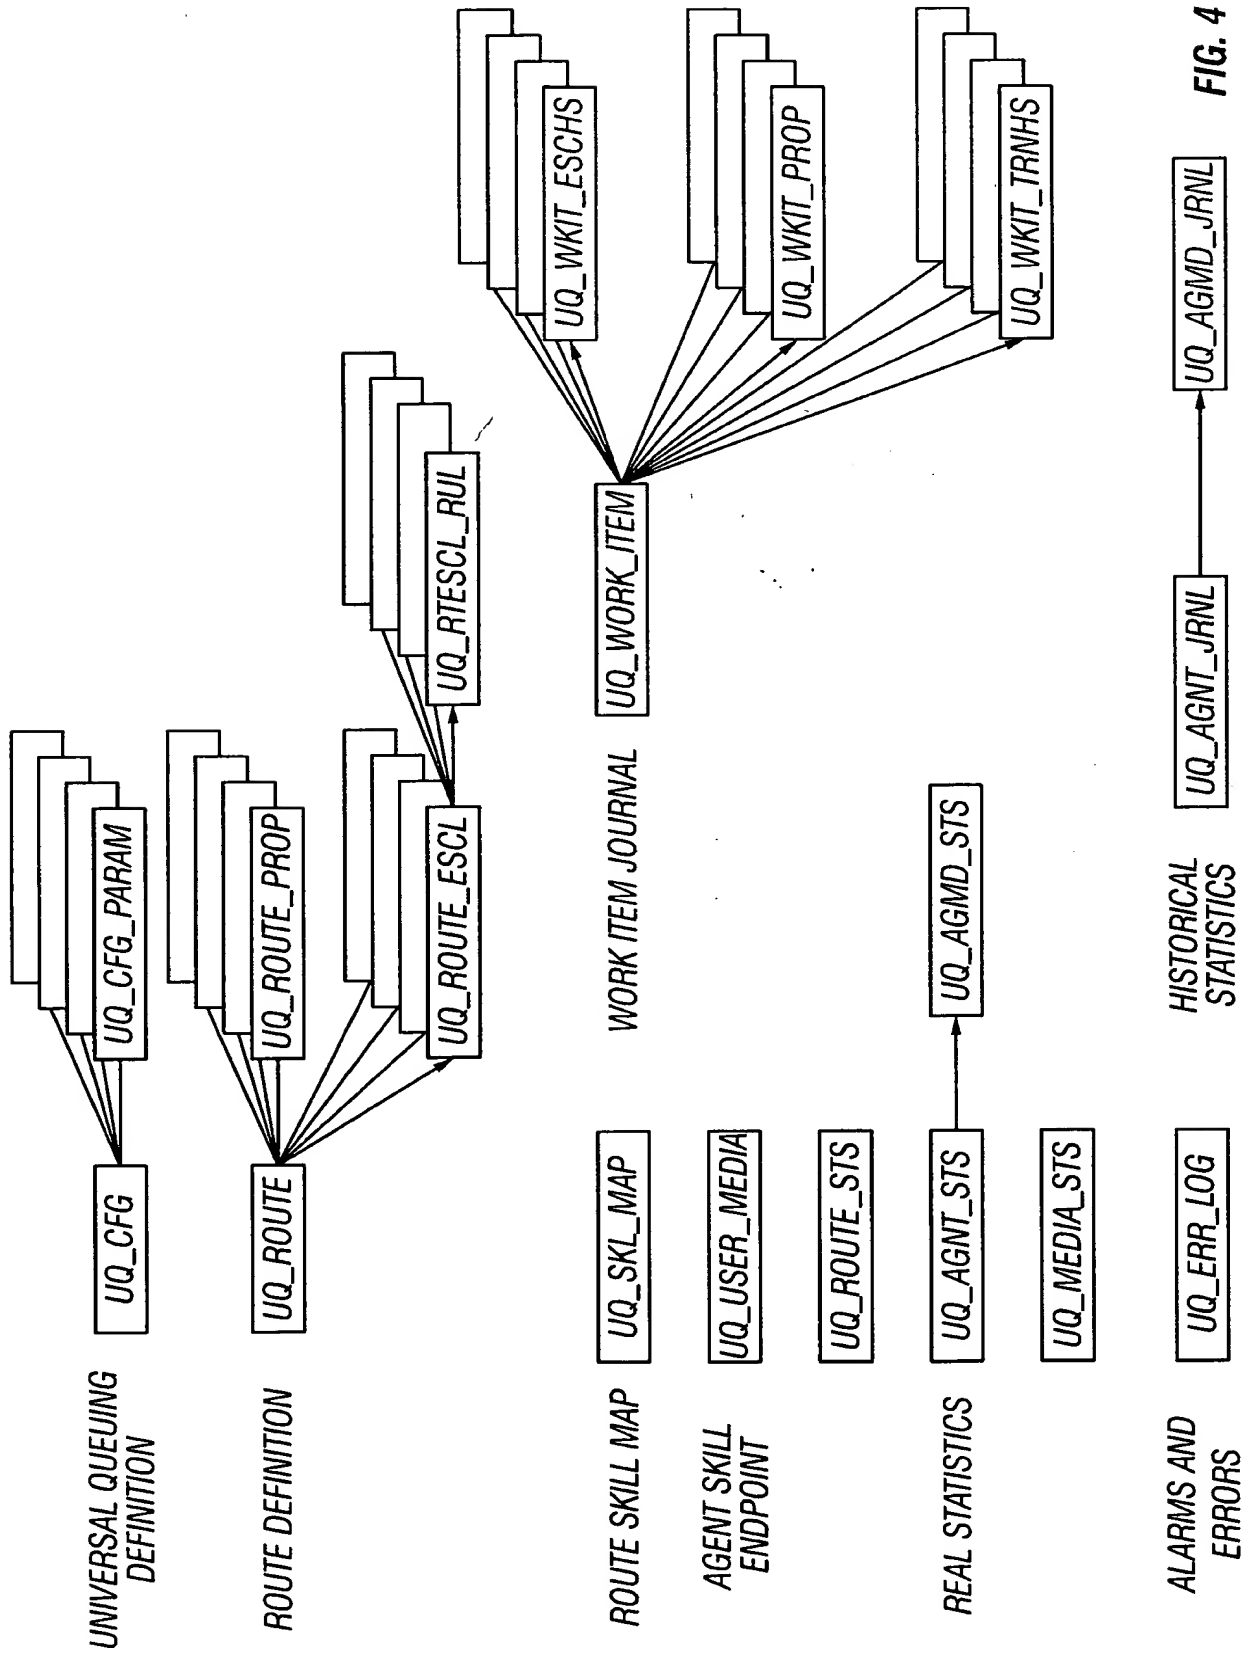 UNIVERSAL QUEUING
DEFINITION
UQ_CFG
UQ_CFG_PARAM
ROUTE DEFINITION
UQ_ROUTE
UQ_ROUTE_PROP
UQ_ROUTE_ESCL
UQ_RTESCL_RUL
ROUTE SKILL MAP
UQ_SKL_MAP
WORK ITEM JOURNAL
UQ_WORK_ITEM
UQ_WKIT_ESCHS
UQ_WKIT_PROP
UQ_WKIT_TRNHS
AGENT SKILL
ENDPOINT
UQ_USER_MEDIA
UQ_ROUTE_STS
REAL STATISTICS
UQ_AGNT_STS
UQ_AGMD_STS
UQ_MEDIA_STS
ALARMS AND
ERRORS
UQ_ERR_LOG
HISTORICAL
STATISTICS
UQ_AGNT_JRNL
UQ_AGMD_JRNL
FIG. 4